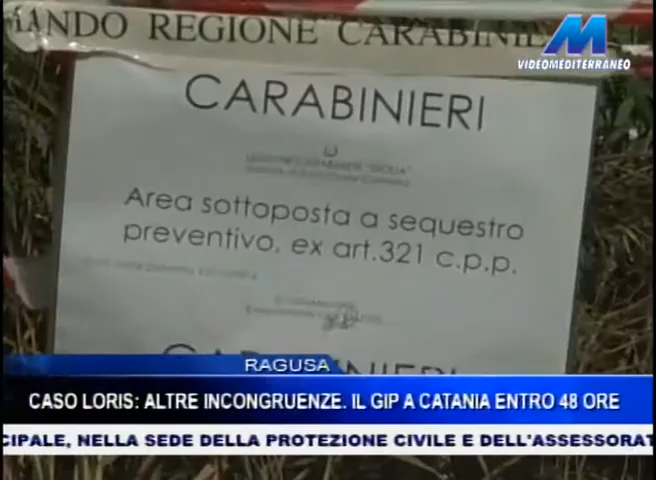 MANDO REGIONE CARABINIE
VIDEOMEDITERRANEO
CARABINIERI
Area sottoposta a sequestro
preventivo, ex art.321 c.p.p.
RAGUSA
CASO LORIS: ALTRE INCONGRUENZE. IL GIP A CATANIA ENTRO 48 ORE
CIPALE, NELLA SEDE DELLA PROTEZIONE CIVILE E DELL'ASSESSORAT